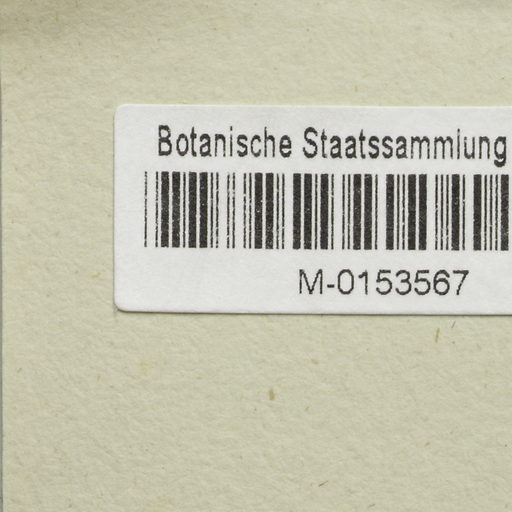 Botanische Staatssammlung
M-0153567